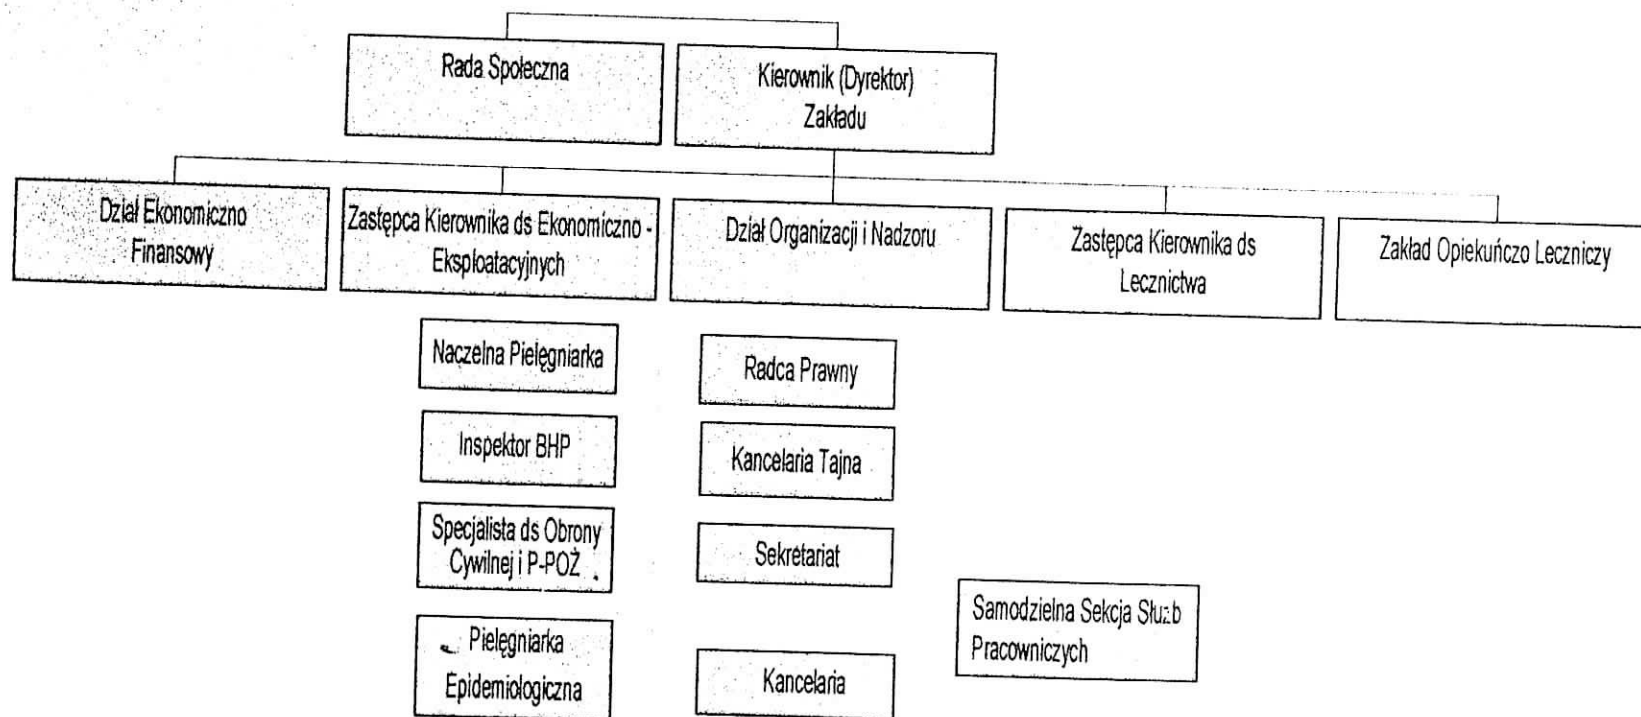 Rada Społeczna
Kierownik (Dyrektor)
Zakładu
Dział Ekonomiczno
Finansowy
Zastępca Kierownika ds Ekonomiczno -
Eksploatacyjnych
Dział Organizacji i Nadzoru
Zastępca Kierownika ds
Lecznictwa
Zakład Opiekuńczo Leczniczy
Naczelna Pielęgniarka
Radca Prawny
Inspektor BHP
Kancelaria Tajna
Specjalista ds Obrony
Cywilnej i P-POŻ
Sekretariat
Samodzielna Sekcja Służb
Pracowniczych
Pielęgniarka
Epidemiologiczna
Kancelaria